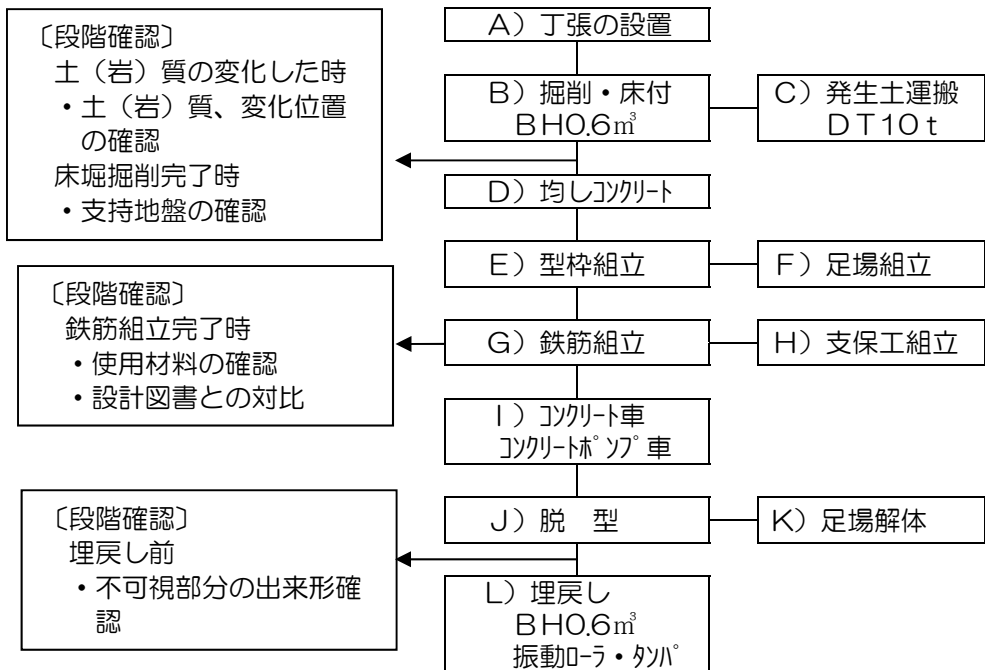 〔段階確認〕
土（岩）質の変化した時
・土（岩）質、変化位置
の確認
床堀掘削完了時
・支持地盤の確認
〔段階確認〕
鉄筋組立完了時
・使用材料の確認
・設計図書との対比
〔段階確認〕
埋戻し前
・不可視部分の出来形確
認
Ａ）丁張の設置
Ｂ）掘削・床付
ＢＨ0.6㎥
Ｃ）発生土運搬
ＤＴ10ｔ
Ｄ）均しｺﾝｸﾘｰﾄ
Ｅ）型枠組立
Ｆ）足場組立
Ｇ）鉄筋組立
Ｈ）支保工組立
Ｉ）ｺﾝｸﾘｰﾄ車
ｺﾝｸﾘｰﾄﾎﾟﾝﾌﾟ車
Ｊ）脱　型
Ｋ）足場解体
Ｌ）埋戻し
ＢＨ0.6㎥
振動ﾛｰﾗ・ﾀﾝﾊﾟ